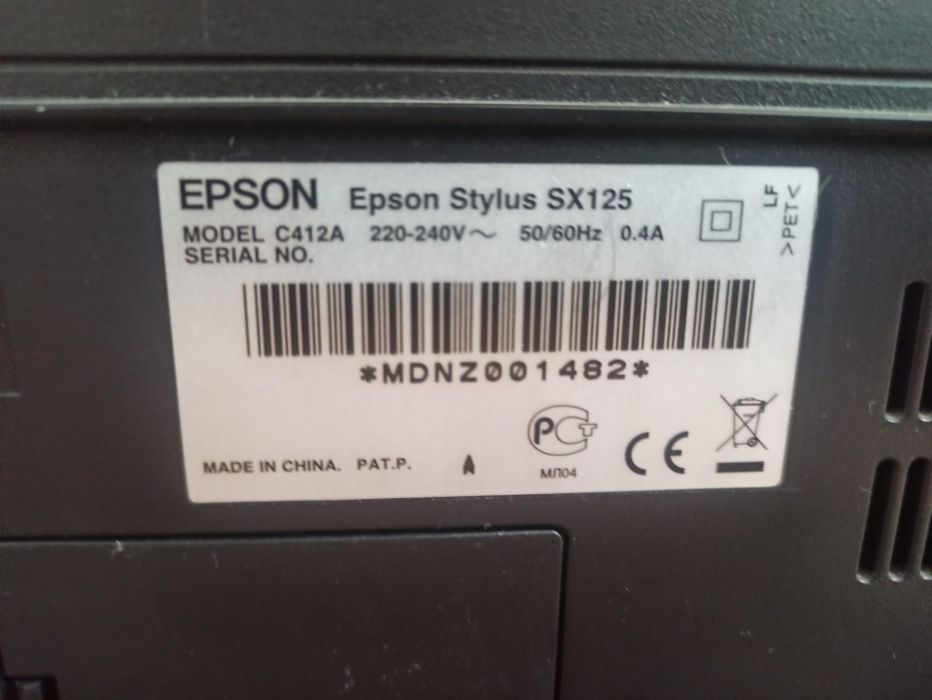 EPSON Epson Stylus SX125
MODEL C412A 220-240V～ 50/60Hz 0.4A
SERIAL NO.
*MDNZ001482*
MADE IN CHINA. PAT.P. A
РСТ
МЛ04
CE
LF
>PET<